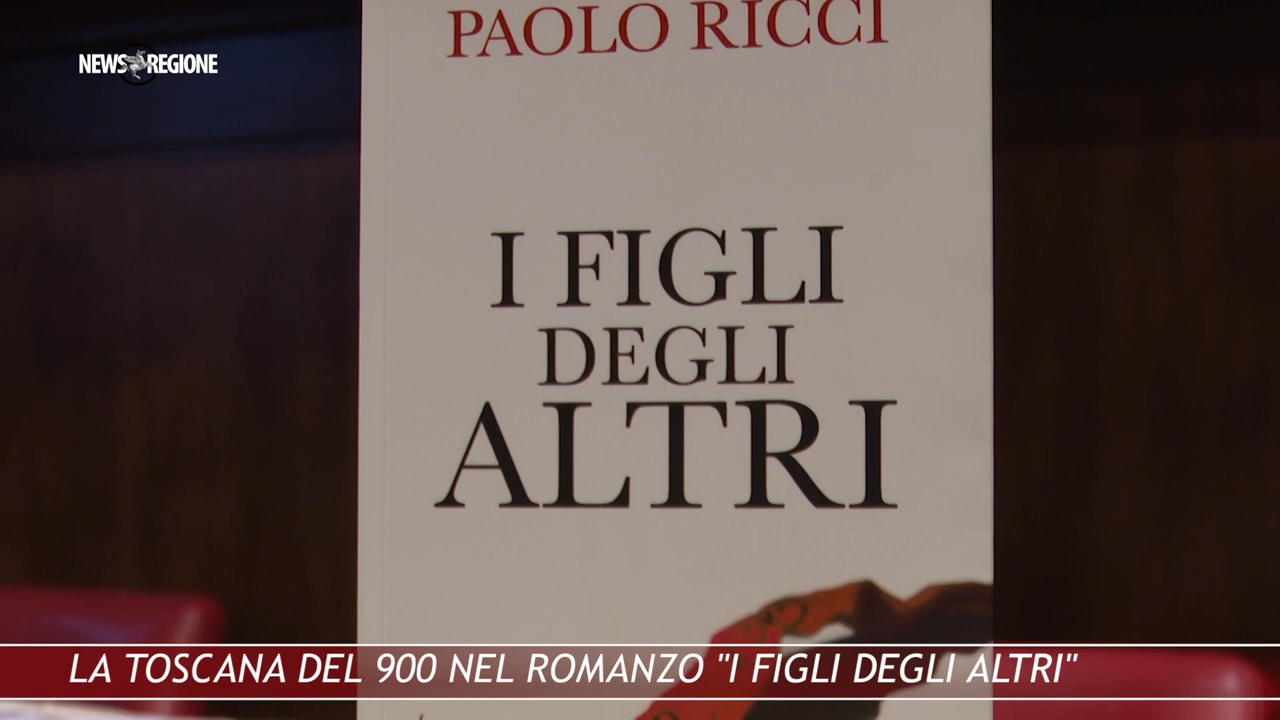 PAOLO RICCI
NEWS REGIONE
I FIGLI
DEGLI
ALTRI
LA TOSCANA DEL 900 NEL ROMANZO "I FIGLI DEGLI ALTRI"